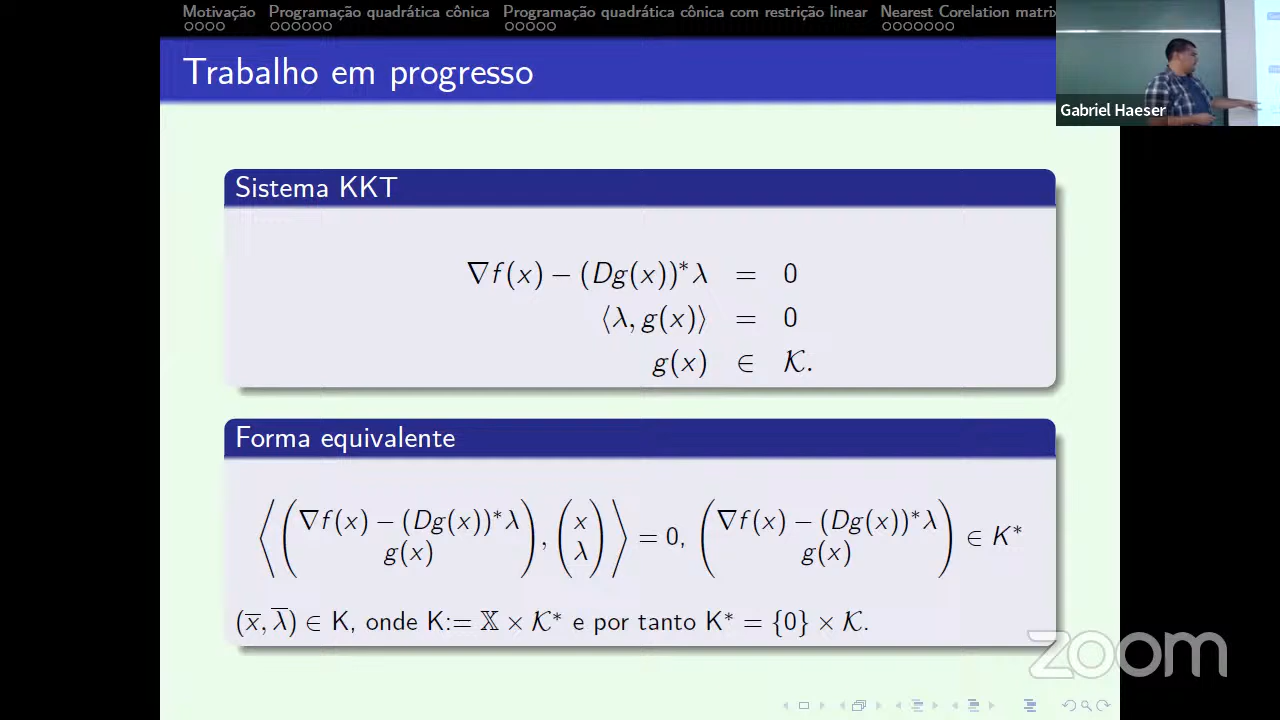 Motivação Programação quadrática cônica Programação quadrática cônica com restrição linear Nearest Corelation matrix
Gabriel Haeser
Trabalho em progresso
Sistema KKT
∇f(x) − (Dg(x))*λ = 0
⟨λ, g(x)⟩ = 0
g(x) ∈ 𝒦.
Forma equivalente
⟨(∇f(x) − (Dg(x))*λ, g(x)), (x, λ)⟩ = 0, (∇f(x) − (Dg(x))*λ, g(x)) ∈ K*
(x̅, λ̅) ∈ K, onde K:= 𝕏 × 𝒦* e por tanto K* = {0} × 𝒦.
zoom